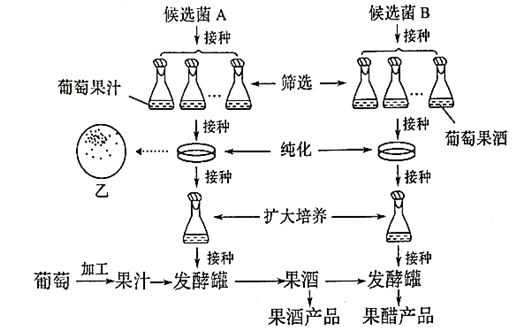 候选菌 A 候选菌 B
接种 接种
葡萄果汁 筛选
葡萄果酒
接种 接种
纯化
乙
接种 接种
扩大培养
接种 接种
葡萄 加工 果汁 发酵罐 果酒 发酵罐
果酒产品 果醋产品